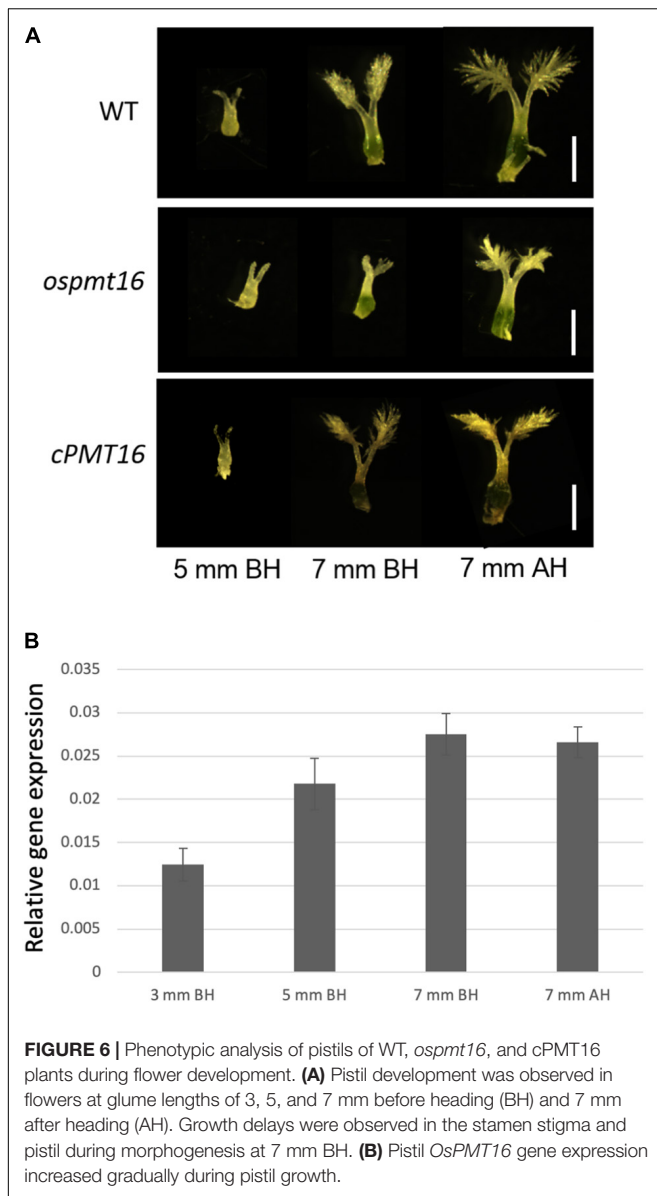 A
WT
ospmt16
cPMT16
5 mm BH 7 mm BH 7 mm AH
B
Relative gene expression
0.035
0.03
0.025
0.02
0.015
0.01
0.005
0
3 mm BH 5 mm BH 7 mm BH 7 mm AH
FIGURE 6 | Phenotypic analysis of pistils of WT, ospmt16, and cPMT16
plants during flower development. (A) Pistil development was observed in
flowers at glume lengths of 3, 5, and 7 mm before heading (BH) and 7 mm
after heading (AH). Growth delays were observed in the stamen stigma and
pistil during morphogenesis at 7 mm BH. (B) Pistil OsPMT16 gene expression
increased gradually during pistil growth.